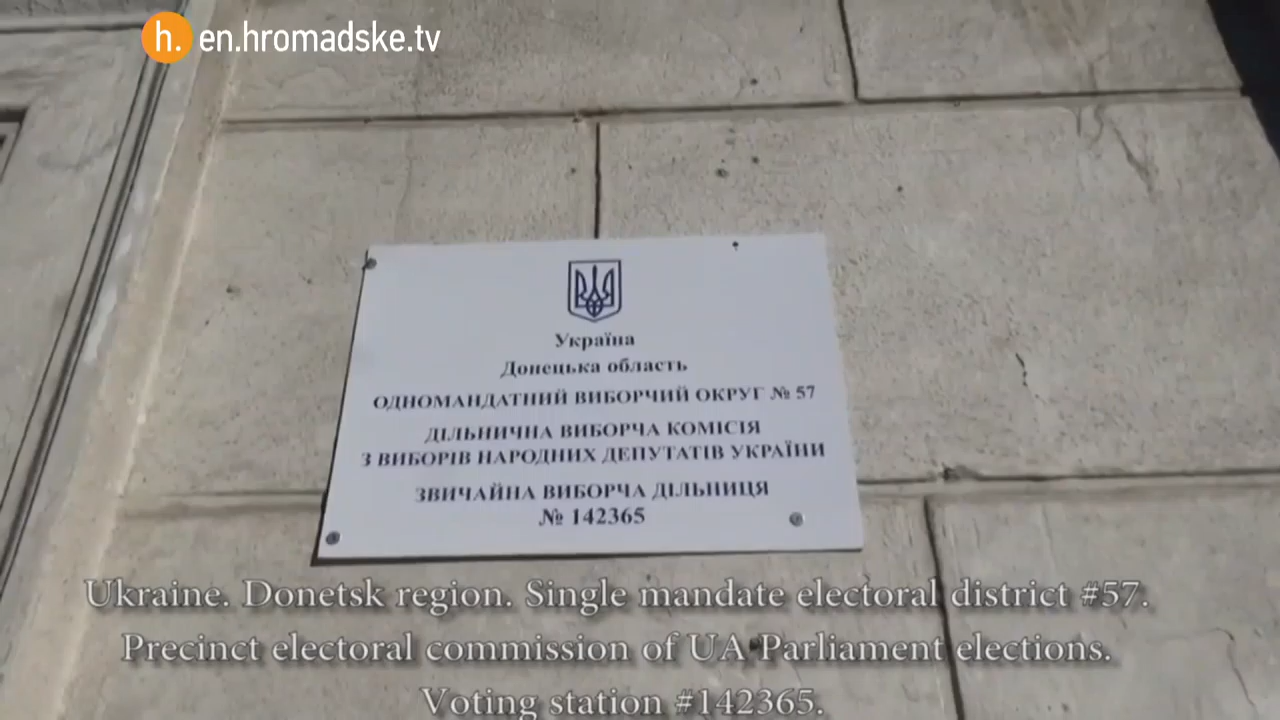 h. en.hromadske.tv
Україна
Донецька область
ОДНОМАНДАТНИЙ ВИБОРЧИЙ ОКРУГ № 57
ДІЛЬНИЧНА ВИБОРЧА КОМІСІЯ
З ВИБОРІВ НАРОДНИХ ДЕПУТАТІВ УКРАЇНИ
ЗВИЧАЙНА ВИБОРЧА ДІЛЬНИЦЯ
№ 142365
Ukraine. Donetsk region. Single mandate electoral district #57.
Precinct electoral commission of UA Parliament elections.
Voting station #142365.